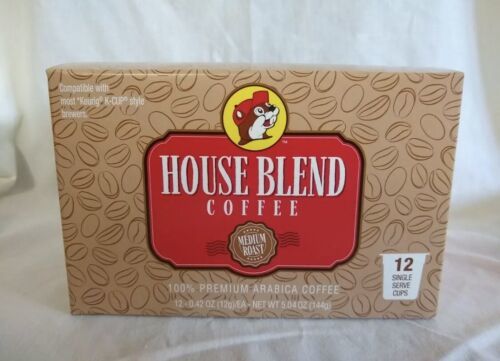 Compatible with
most "Keurig® K-CUP® style
brewers.
™
HOUSE BLEND
COFFEE
MEDIUM
ROAST
100% PREMIUM ARABICA COFFEE
12 - 0.42 OZ (12g)/EA - NET WT 5.04 OZ (144g)
12
SINGLE
SERVE
CUPS